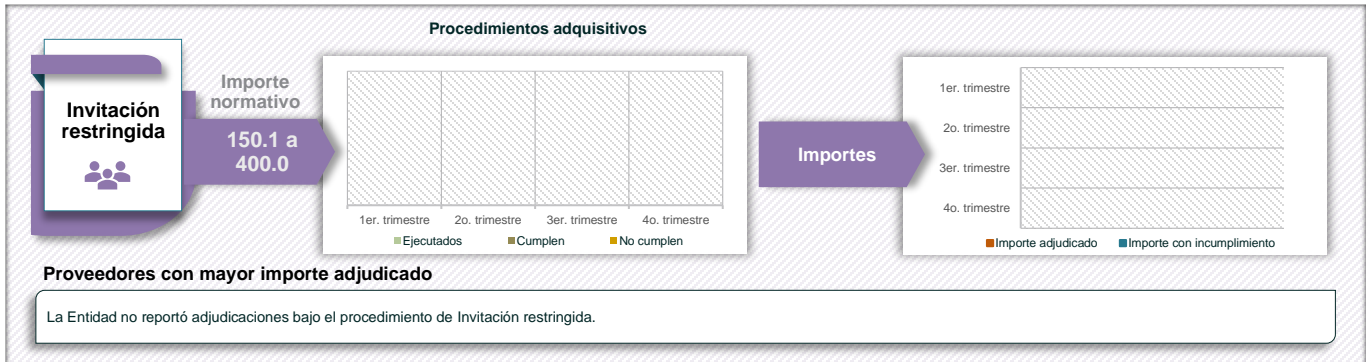 Procedimientos adquisitivos
Invitación
restringida
Importe
normativo
150.1 a
400.0
1er. trimestre 2o. trimestre 3er. trimestre 4o. trimestre
Ejecutados Cumplen No cumplen
Importes
1er. trimestre
2o. trimestre
3er. trimestre
4o. trimestre
Importe adjudicado Importe con incumplimiento
Proveedores con mayor importe adjudicado
La Entidad no reportó adjudicaciones bajo el procedimiento de Invitación restringida.